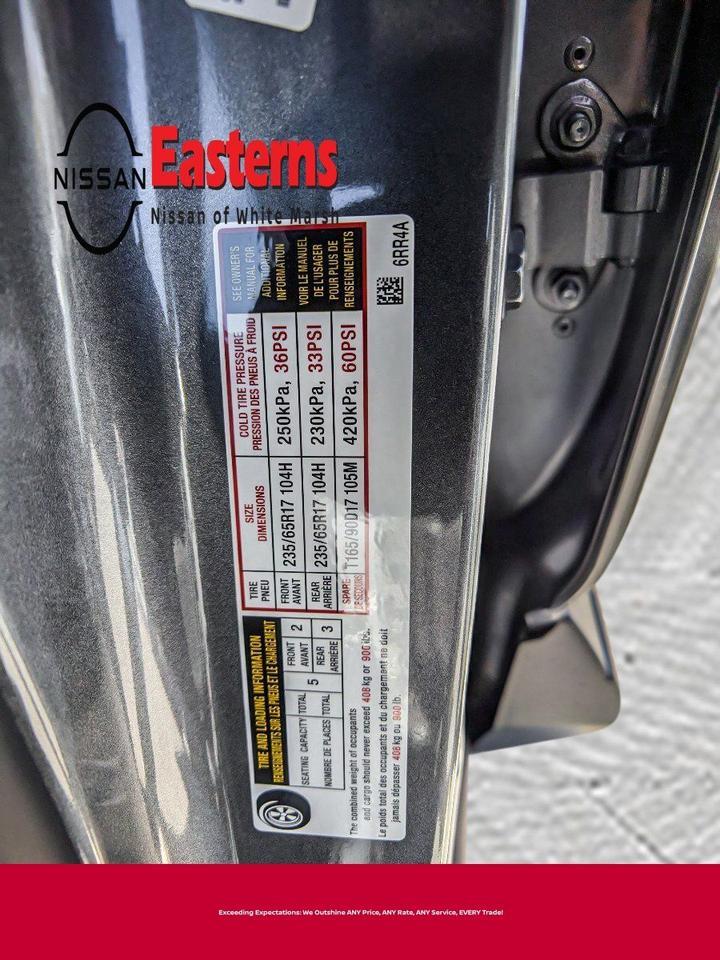 NISSAN
Easterns
Nissan of White Marsh
TIRE AND LOADING INFORMATION
RENSEIGNEMENTS SUR LES PNEUS ET LE CHARGEMENT
SEATING CAPACITY TOTAL 5 FRONT AVANT 2
NOMBRE DE PLACES TOTAL REAR ARRIÈRE 3
The combined weight of occupants
and cargo should never exceed 408 kg or 900 lbs.
Le poids total des occupants et du chargement ne doit
jamais dépasser 408 kg ou 900 lb.
TIRE
PNEU
SIZE
DIMENSIONS
COLD TIRE PRESSURE
PRESSION DES PNEUS À FROID
FRONT
AVANT
235/65R17 104H
250kPa, 36PSI
REAR
ARRIÈRE
235/65R17 104H
230kPa, 33PSI
SPARE
DE SECOURS
T165/90D17 105M
420kPa, 60PSI
SEE OWNER'S
MANUAL FOR
ADDITIONAL
INFORMATION
VOIR LE MANUEL
DE L'USAGER
POUR PLUS DE
RENSEIGNEMENTS
6RR4A
Exceeding Expectations: We Outshine ANY Price, ANY Rate, ANY Service, EVERY Trade!